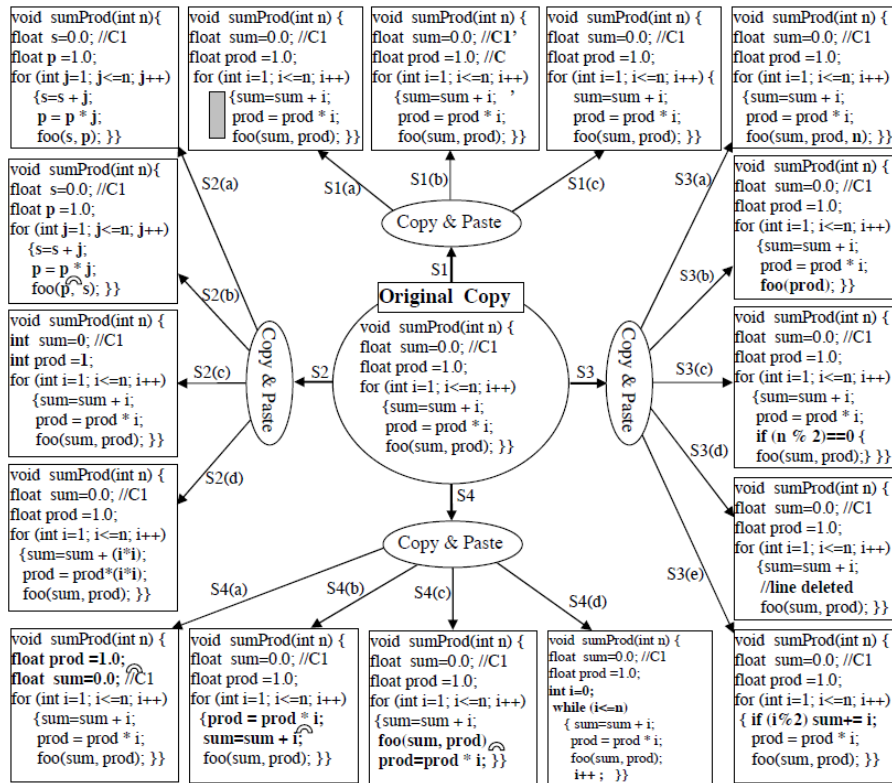 void sumProd(int n){
float s=0.0; //C1
float p =1.0;
for (int j=1; j<=n; j++)
{s=s + j;
p = p * j;
foo(s, p); }}
void sumProd(int n) {
float sum=0.0; //C1
float prod =1.0;
for (int i=1; i<=n; i++)
{sum=sum + i;
prod = prod * i;
foo(sum, prod); }}
void sumProd(int n) {
float sum=0.0; //C1’
float prod =1.0; //C
for (int i=1; i<=n; i++)
{sum=sum + i; ’
prod = prod * i;
foo(sum, prod); }}
void sumProd(int n) {
float sum=0.0; //C1
float prod =1.0;
for (int i=1; i<=n; i++) {
sum=sum + i;
prod = prod * i;
foo(sum, prod); }}
void sumProd(int n) {
float sum=0.0; //C1
float prod =1.0;
for (int i=1; i<=n; i++)
{sum=sum + i;
prod = prod * i;
foo(sum, prod, n); }}
S1(a)
S1(b)
S1(c)
Copy & Paste
S1
S2(a)
void sumProd(int n){
float s=0.0; //C1
float p =1.0;
for (int j=1; j<=n; j++)
{s=s + j;
p = p * j;
foo(p, s); }}
S2(b)
void sumProd(int n) {
int sum=0; //C1
int prod =1;
for (int i=1; i<=n; i++)
{sum=sum + i;
prod = prod * i;
foo(sum, prod); }}
S2(c)
void sumProd(int n) {
float sum=0.0; //C1
float prod =1.0;
for (int i=1; i<=n; i++)
{sum=sum + (i*i);
prod = prod*(i*i);
foo(sum, prod); }}
S2(d)
Copy & Paste
S2
Original Copy
void sumProd(int n) {
float sum=0.0; //C1
float prod =1.0;
for (int i=1; i<=n; i++)
{sum=sum + i;
prod = prod * i;
foo(sum, prod); }}
S3
Copy & Paste
S3(a)
void sumProd(int n) {
float sum=0.0; //C1
float prod =1.0;
for (int i=1; i<=n; i++)
{sum=sum + i;
prod = prod * i;
foo(prod); }}
S3(b)
void sumProd(int n) {
float sum=0.0; //C1
float prod =1.0;
for (int i=1; i<=n; i++)
{sum=sum + i;
prod = prod * i;
if (n % 2)==0 {
foo(sum, prod);} }}
S3(c)
void sumProd(int n) {
float sum=0.0; //C1
float prod =1.0;
for (int i=1; i<=n; i++)
{sum=sum + i;
//line deleted
foo(sum, prod); }}
S3(d)
S3(e)
S4
Copy & Paste
S4(a)
S4(b)
S4(c)
S4(d)
void sumProd(int n) {
float prod =1.0;
float sum=0.0; //C1
for (int i=1; i<=n; i++)
{sum=sum + i;
prod = prod * i;
foo(sum, prod); }}
void sumProd(int n) {
float sum=0.0; //C1
float prod =1.0;
for (int i=1; i<=n; i++)
{prod = prod * i;
sum=sum + i;
foo(sum, prod); }}
void sumProd(int n) {
float sum=0.0; //C1
float prod =1.0;
for (int i=1; i<=n; i++)
{sum=sum + i;
foo(sum, prod)
prod=prod * i; }}
void sumProd(int n) {
float sum=0.0; //C1
float prod =1.0;
int i=0;
while (i<=n)
{ sum=sum + i;
prod = prod * i;
foo(sum, prod);
i++ ; }}
void sumProd(int n) {
float sum=0.0; //C1
float prod =1.0;
for (int i=1; i<=n; i++)
{ if (i%2) sum+= i;
prod = prod * i;
foo(sum, prod); }}